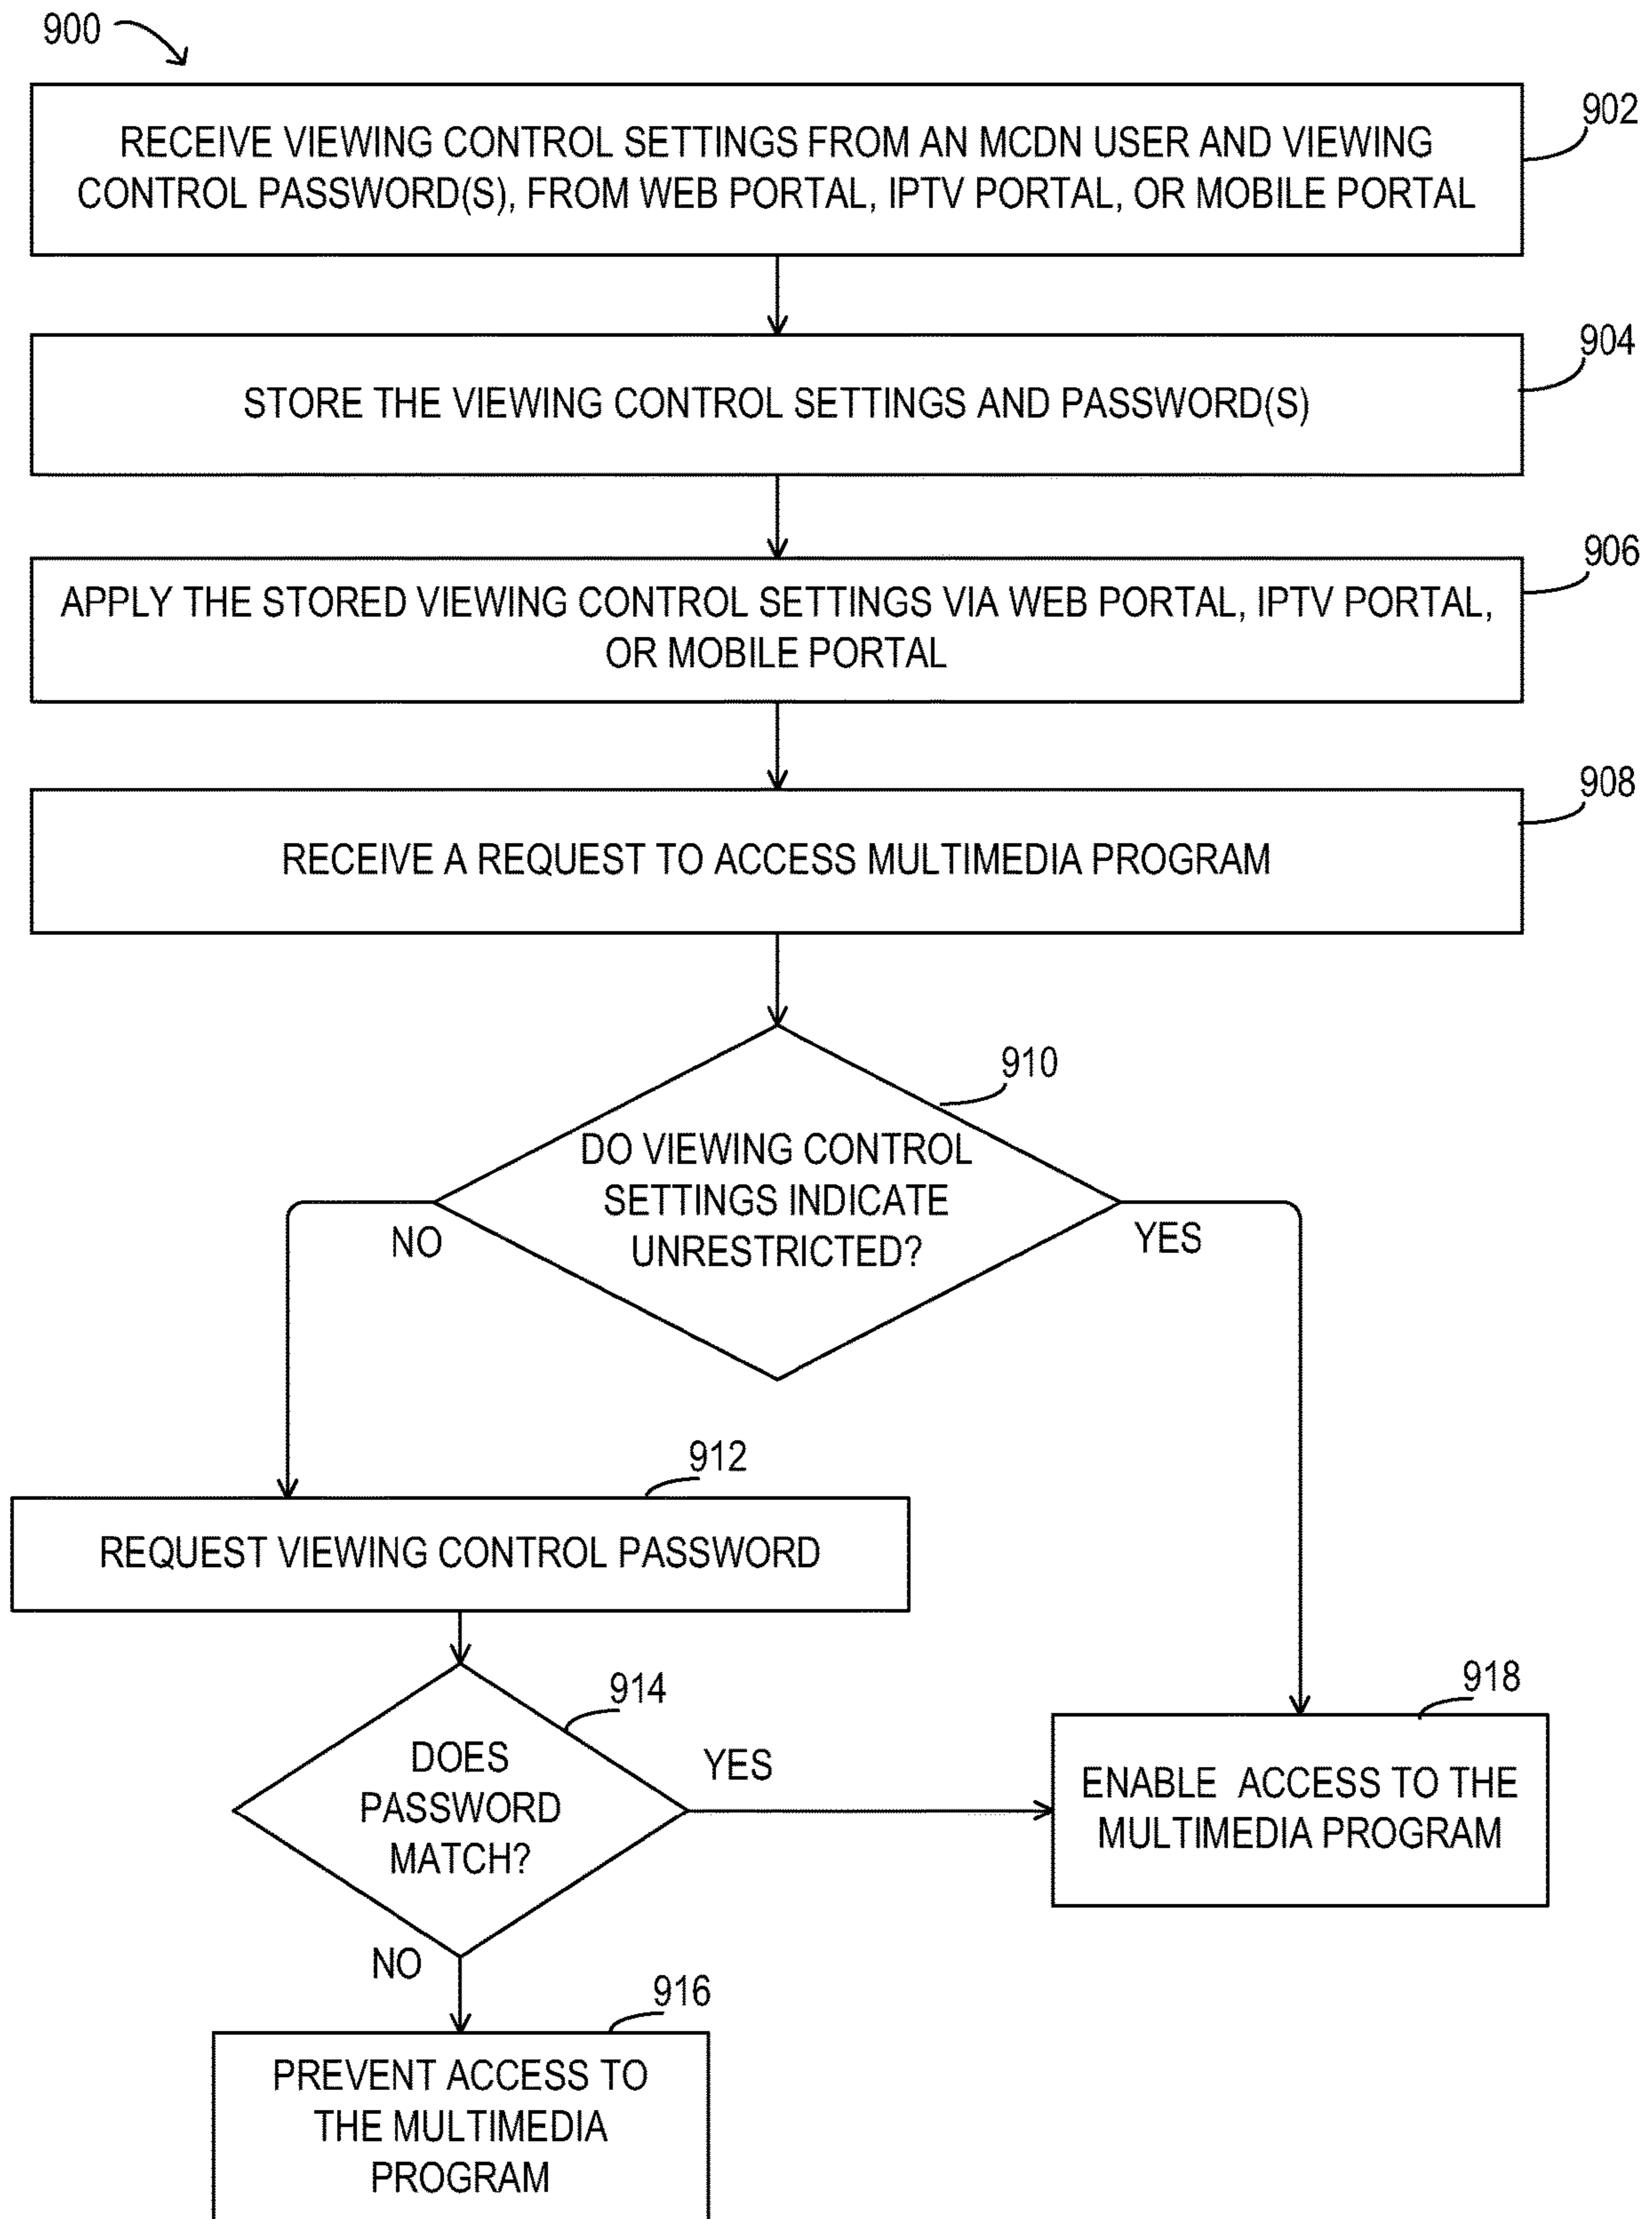 900
902
RECEIVE VIEWING CONTROL SETTINGS FROM AN MCDN USER AND VIEWING
CONTROL PASSWORD(S), FROM WEB PORTAL, IPTV PORTAL, OR MOBILE PORTAL
904
STORE THE VIEWING CONTROL SETTINGS AND PASSWORD(S)
906
APPLY THE STORED VIEWING CONTROL SETTINGS VIA WEB PORTAL, IPTV PORTAL,
OR MOBILE PORTAL
908
RECEIVE A REQUEST TO ACCESS MULTIMEDIA PROGRAM
910
DO VIEWING CONTROL
SETTINGS INDICATE
UNRESTRICTED?
NO
YES
912
REQUEST VIEWING CONTROL PASSWORD
914
DOES
PASSWORD
MATCH?
YES
NO
918
ENABLE ACCESS TO THE
MULTIMEDIA PROGRAM
916
PREVENT ACCESS TO
THE MULTIMEDIA
PROGRAM